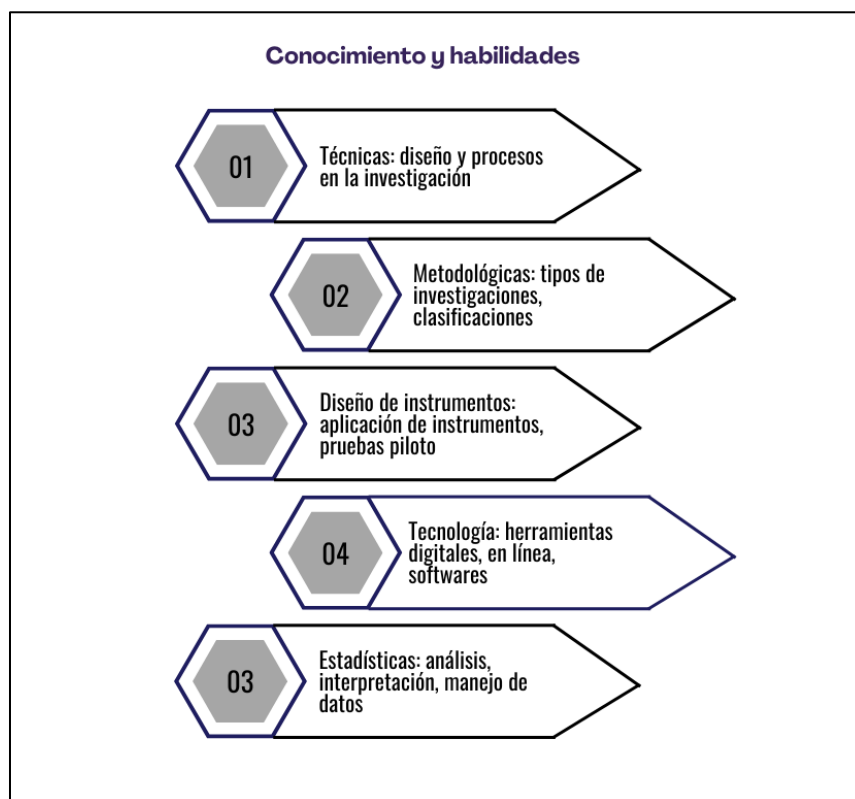 Conocimiento y habilidades
01
Técnicas: diseño y procesos
en la investigación
02
Metodológicas: tipos de
investigaciones,
clasificaciones
03
Diseño de instrumentos:
aplicación de instrumentos,
pruebas piloto
04
Tecnología: herramientas
digitales, en línea,
softwares
03
Estadísticas: análisis,
interpretación, manejo de
datos